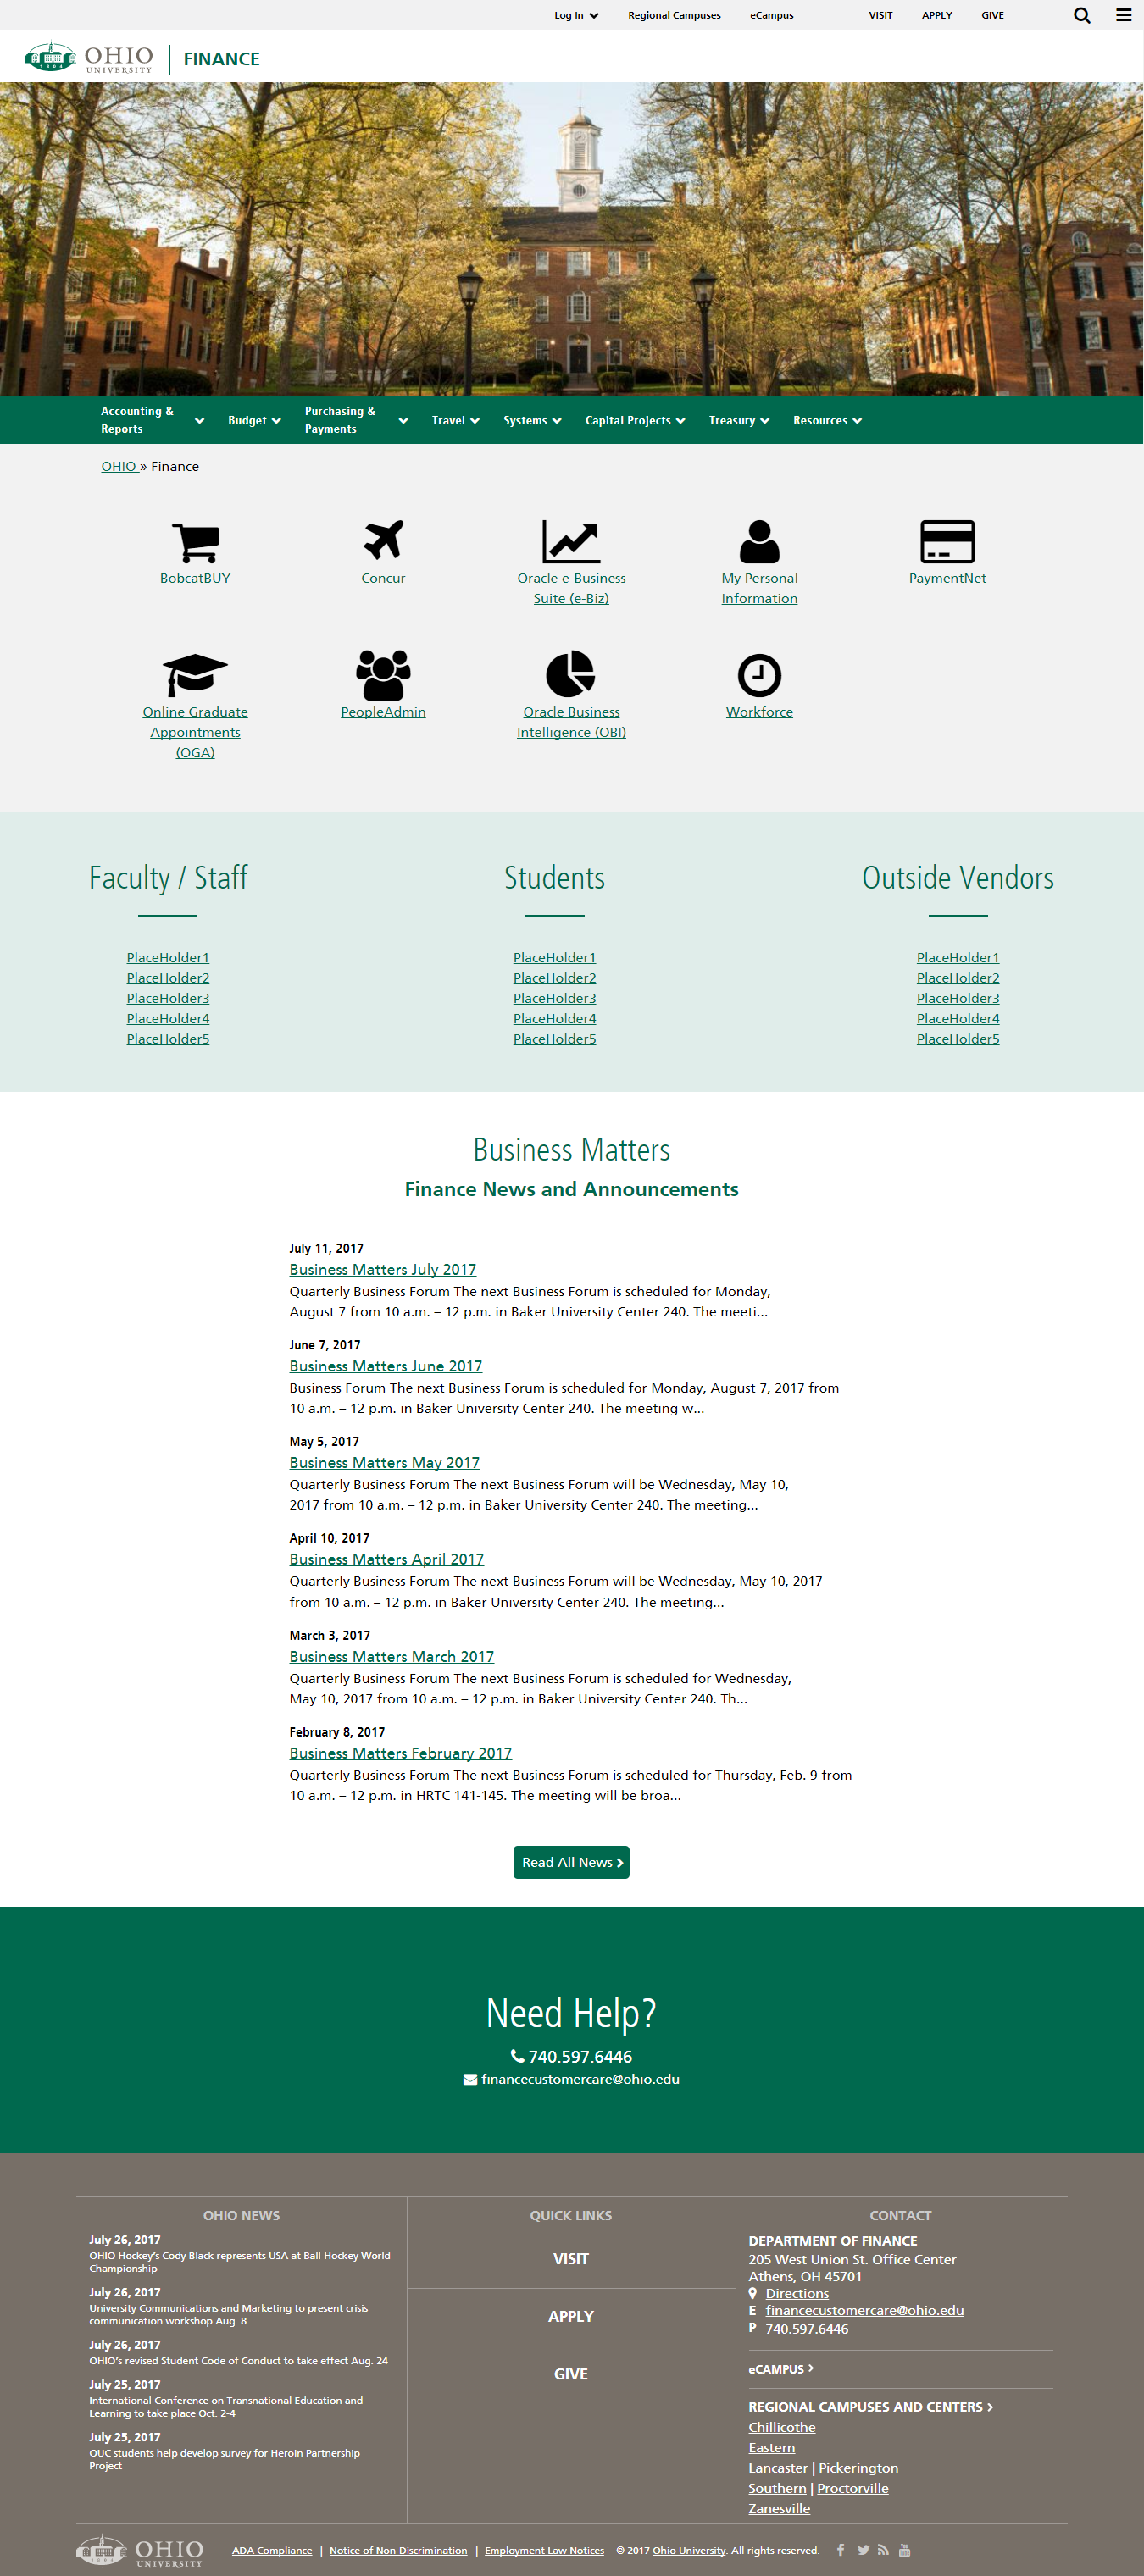 Log In
Regional Campuses
eCampus
VISIT
APPLY
GIVE
OHIO
UNIVERSITY
FINANCE
1804
Accounting &
Reports
Budget
Purchasing &
Payments
Travel
Systems
Capital Projects
Treasury
Resources
OHIO » Finance
BobcatBUY
Concur
Oracle e-Business
Suite (e-Biz)
My Personal
Information
PaymentNet
Online Graduate
Appointments
(OGA)
PeopleAdmin
Oracle Business
Intelligence (OBI)
Workforce
Faculty / Staff
PlaceHolder1
PlaceHolder2
PlaceHolder3
PlaceHolder4
PlaceHolder5
Students
PlaceHolder1
PlaceHolder2
PlaceHolder3
PlaceHolder4
PlaceHolder5
Outside Vendors
PlaceHolder1
PlaceHolder2
PlaceHolder3
PlaceHolder4
PlaceHolder5
Business Matters
Finance News and Announcements
July 11, 2017
Business Matters July 2017
Quarterly Business Forum The next Business Forum is scheduled for Monday,
August 7 from 10 a.m. – 12 p.m. in Baker University Center 240. The meeti...
June 7, 2017
Business Matters June 2017
Business Forum The next Business Forum is scheduled for Monday, August 7, 2017 from
10 a.m. – 12 p.m. in Baker University Center 240. The meeting w...
May 5, 2017
Business Matters May 2017
Quarterly Business Forum The next Business Forum will be Wednesday, May 10,
2017 from 10 a.m. – 12 p.m. in Baker University Center 240. The meeting...
April 10, 2017
Business Matters April 2017
Quarterly Business Forum The next Business Forum will be Wednesday, May 10, 2017
from 10 a.m. – 12 p.m. in Baker University Center 240. The meeting...
March 3, 2017
Business Matters March 2017
Quarterly Business Forum The next Business Forum is scheduled for Wednesday,
May 10, 2017 from 10 a.m. – 12 p.m. in Baker University Center 240. Th...
February 8, 2017
Business Matters February 2017
Quarterly Business Forum The next Business Forum is scheduled for Thursday, Feb. 9 from
10 a.m. – 12 p.m. in HRTC 141-145. The meeting will be broa...
Read All News
Need Help?
740.597.6446
financecustomercare@ohio.edu
OHIO NEWS
July 26, 2017
OHIO Hockey's Cody Black represents USA at Ball Hockey World
Championship
July 26, 2017
University Communications and Marketing to present crisis
communication workshop Aug. 8
July 26, 2017
OHIO's revised Student Code of Conduct to take effect Aug. 24
July 25, 2017
International Conference on Transnational Education and
Learning to take place Oct. 2-4
July 25, 2017
OUC students help develop survey for Heroin Partnership
Project
QUICK LINKS
VISIT
APPLY
GIVE
CONTACT
DEPARTMENT OF FINANCE
205 West Union St. Office Center
Athens, OH 45701
Directions
E financecustomercare@ohio.edu
P 740.597.6446
eCAMPUS
REGIONAL CAMPUSES AND CENTERS
Chillicothe
Eastern
Lancaster | Pickerington
Southern | Proctorville
Zanesville
OHIO
UNIVERSITY
ADA Compliance | Notice of Non-Discrimination | Employment Law Notices © 2017 Ohio University. All rights reserved.